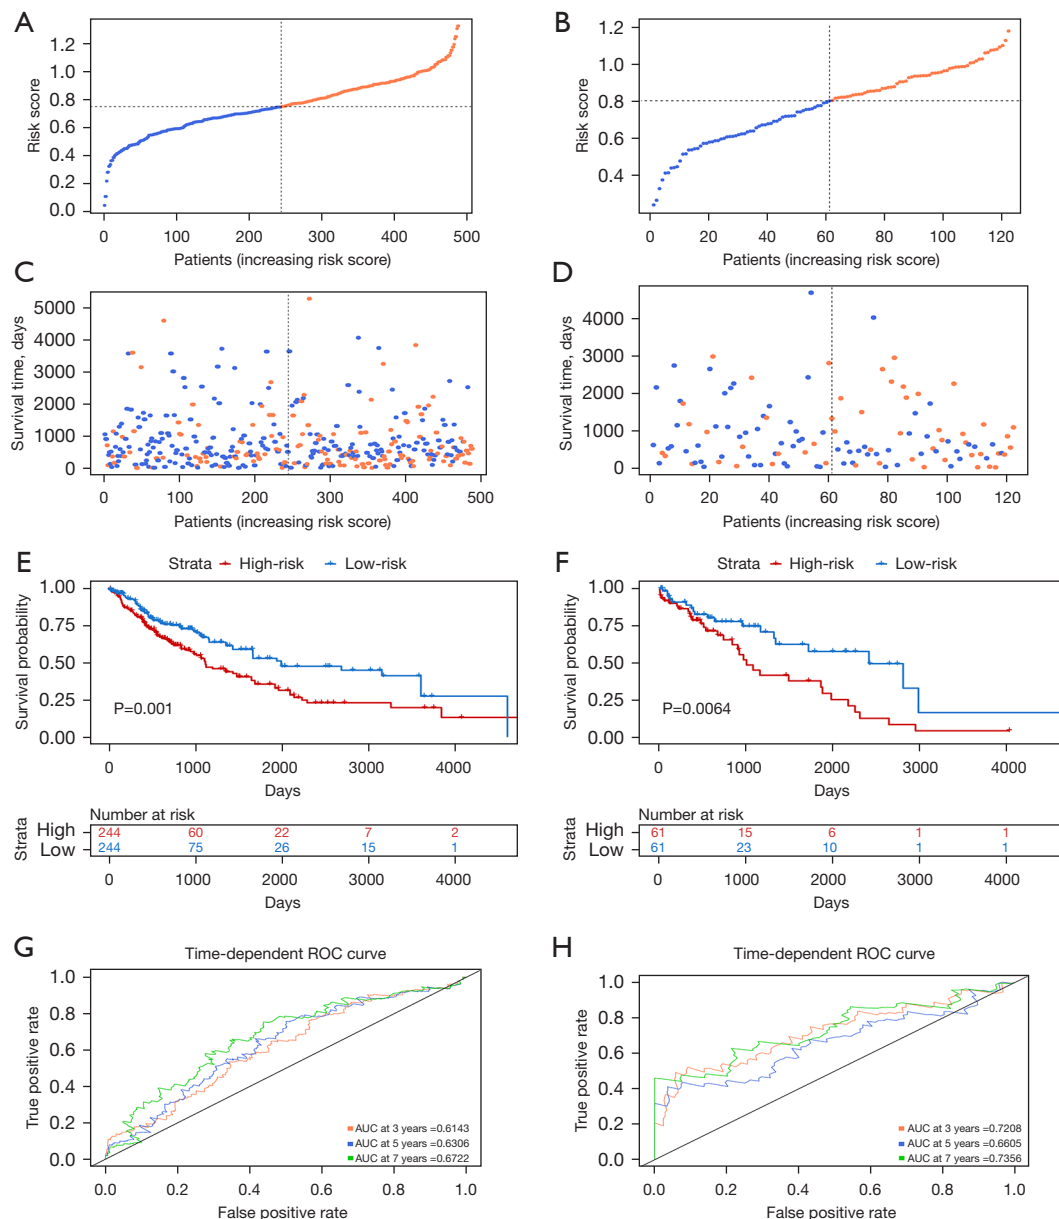 A
1.2
1.0
0.8
0.6
0.4
0.2
0.0
Risk score
0 100 200 300 400 500
Patients (increasing risk score)
B
1.2
1.0
0.8
0.6
0.4
Risk score
0 20 40 60 80 100 120
Patients (increasing risk score)
C
5000
4000
3000
2000
1000
0
Survival time, days
0 100 200 300 400 500
Patients (increasing risk score)
D
4000
3000
2000
1000
0
Survival time, days
0 20 40 60 80 100 120
Patients (increasing risk score)
E
Strata High-risk Low-risk
1.00
0.75
0.50
0.25
0.00
Survival probability
P=0.001
0 1000 2000 3000 4000
Days
Number at risk
Strata
High 244 60 22 7 2
Low 244 75 26 15 1
0 1000 2000 3000 4000
Days
F
Strata High-risk Low-risk
1.00
0.75
0.50
0.25
0.00
Survival probability
P=0.0064
0 1000 2000 3000 4000
Days
Number at risk
Strata
High 61 15 6 1 1
Low 61 23 10 1 1
0 1000 2000 3000 4000
Days
G
Time-dependent ROC curve
1.0
0.8
0.6
0.4
0.2
0.0
True positive rate
AUC at 3 years =0.6143
AUC at 5 years =0.6306
AUC at 7 years =0.6722
0.0 0.2 0.4 0.6 0.8 1.0
False positive rate
H
Time-dependent ROC curve
1.0
0.8
0.6
0.4
0.2
0.0
True positive rate
AUC at 3 years =0.7208
AUC at 5 years =0.6605
AUC at 7 years =0.7356
0.0 0.2 0.4 0.6 0.8 1.0
False positive rate